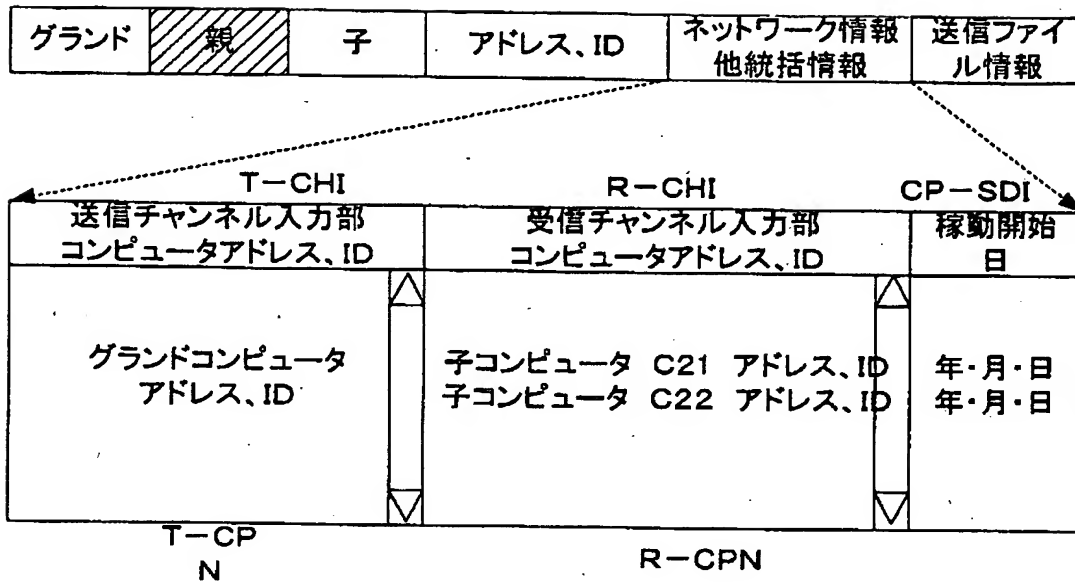 グランド 親 子 アドレス、ID ネットワーク情報 送信ファイ
他統括情報 ル情報
T−CHI R−CHI CP−SDI
送信チャンネル入力部 受信チャンネル入力部 稼動開始
コンピュータアドレス、ID コンピュータアドレス、ID 日
グランドコンピュータ 子コンピュータ C21 アドレス、ID 年・月・日
アドレス、ID 子コンピュータ C22 アドレス、ID 年・月・日
T−CP
N R−CPN